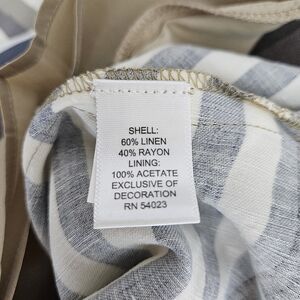 SHELL:
60% LINEN
40% RAYON
LINING:
100% ACETATE
EXCLUSIVE OF
DECORATION
RN 54023